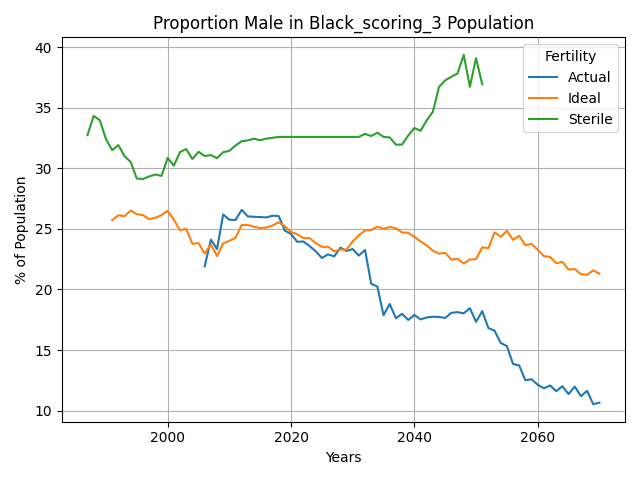 Proportion Male in Black_scoring_3 Population
% of Population
40
35
30
25
20
15
10
Fertility
Actual
Ideal
Sterile
2000
2020
2040
2060
Years